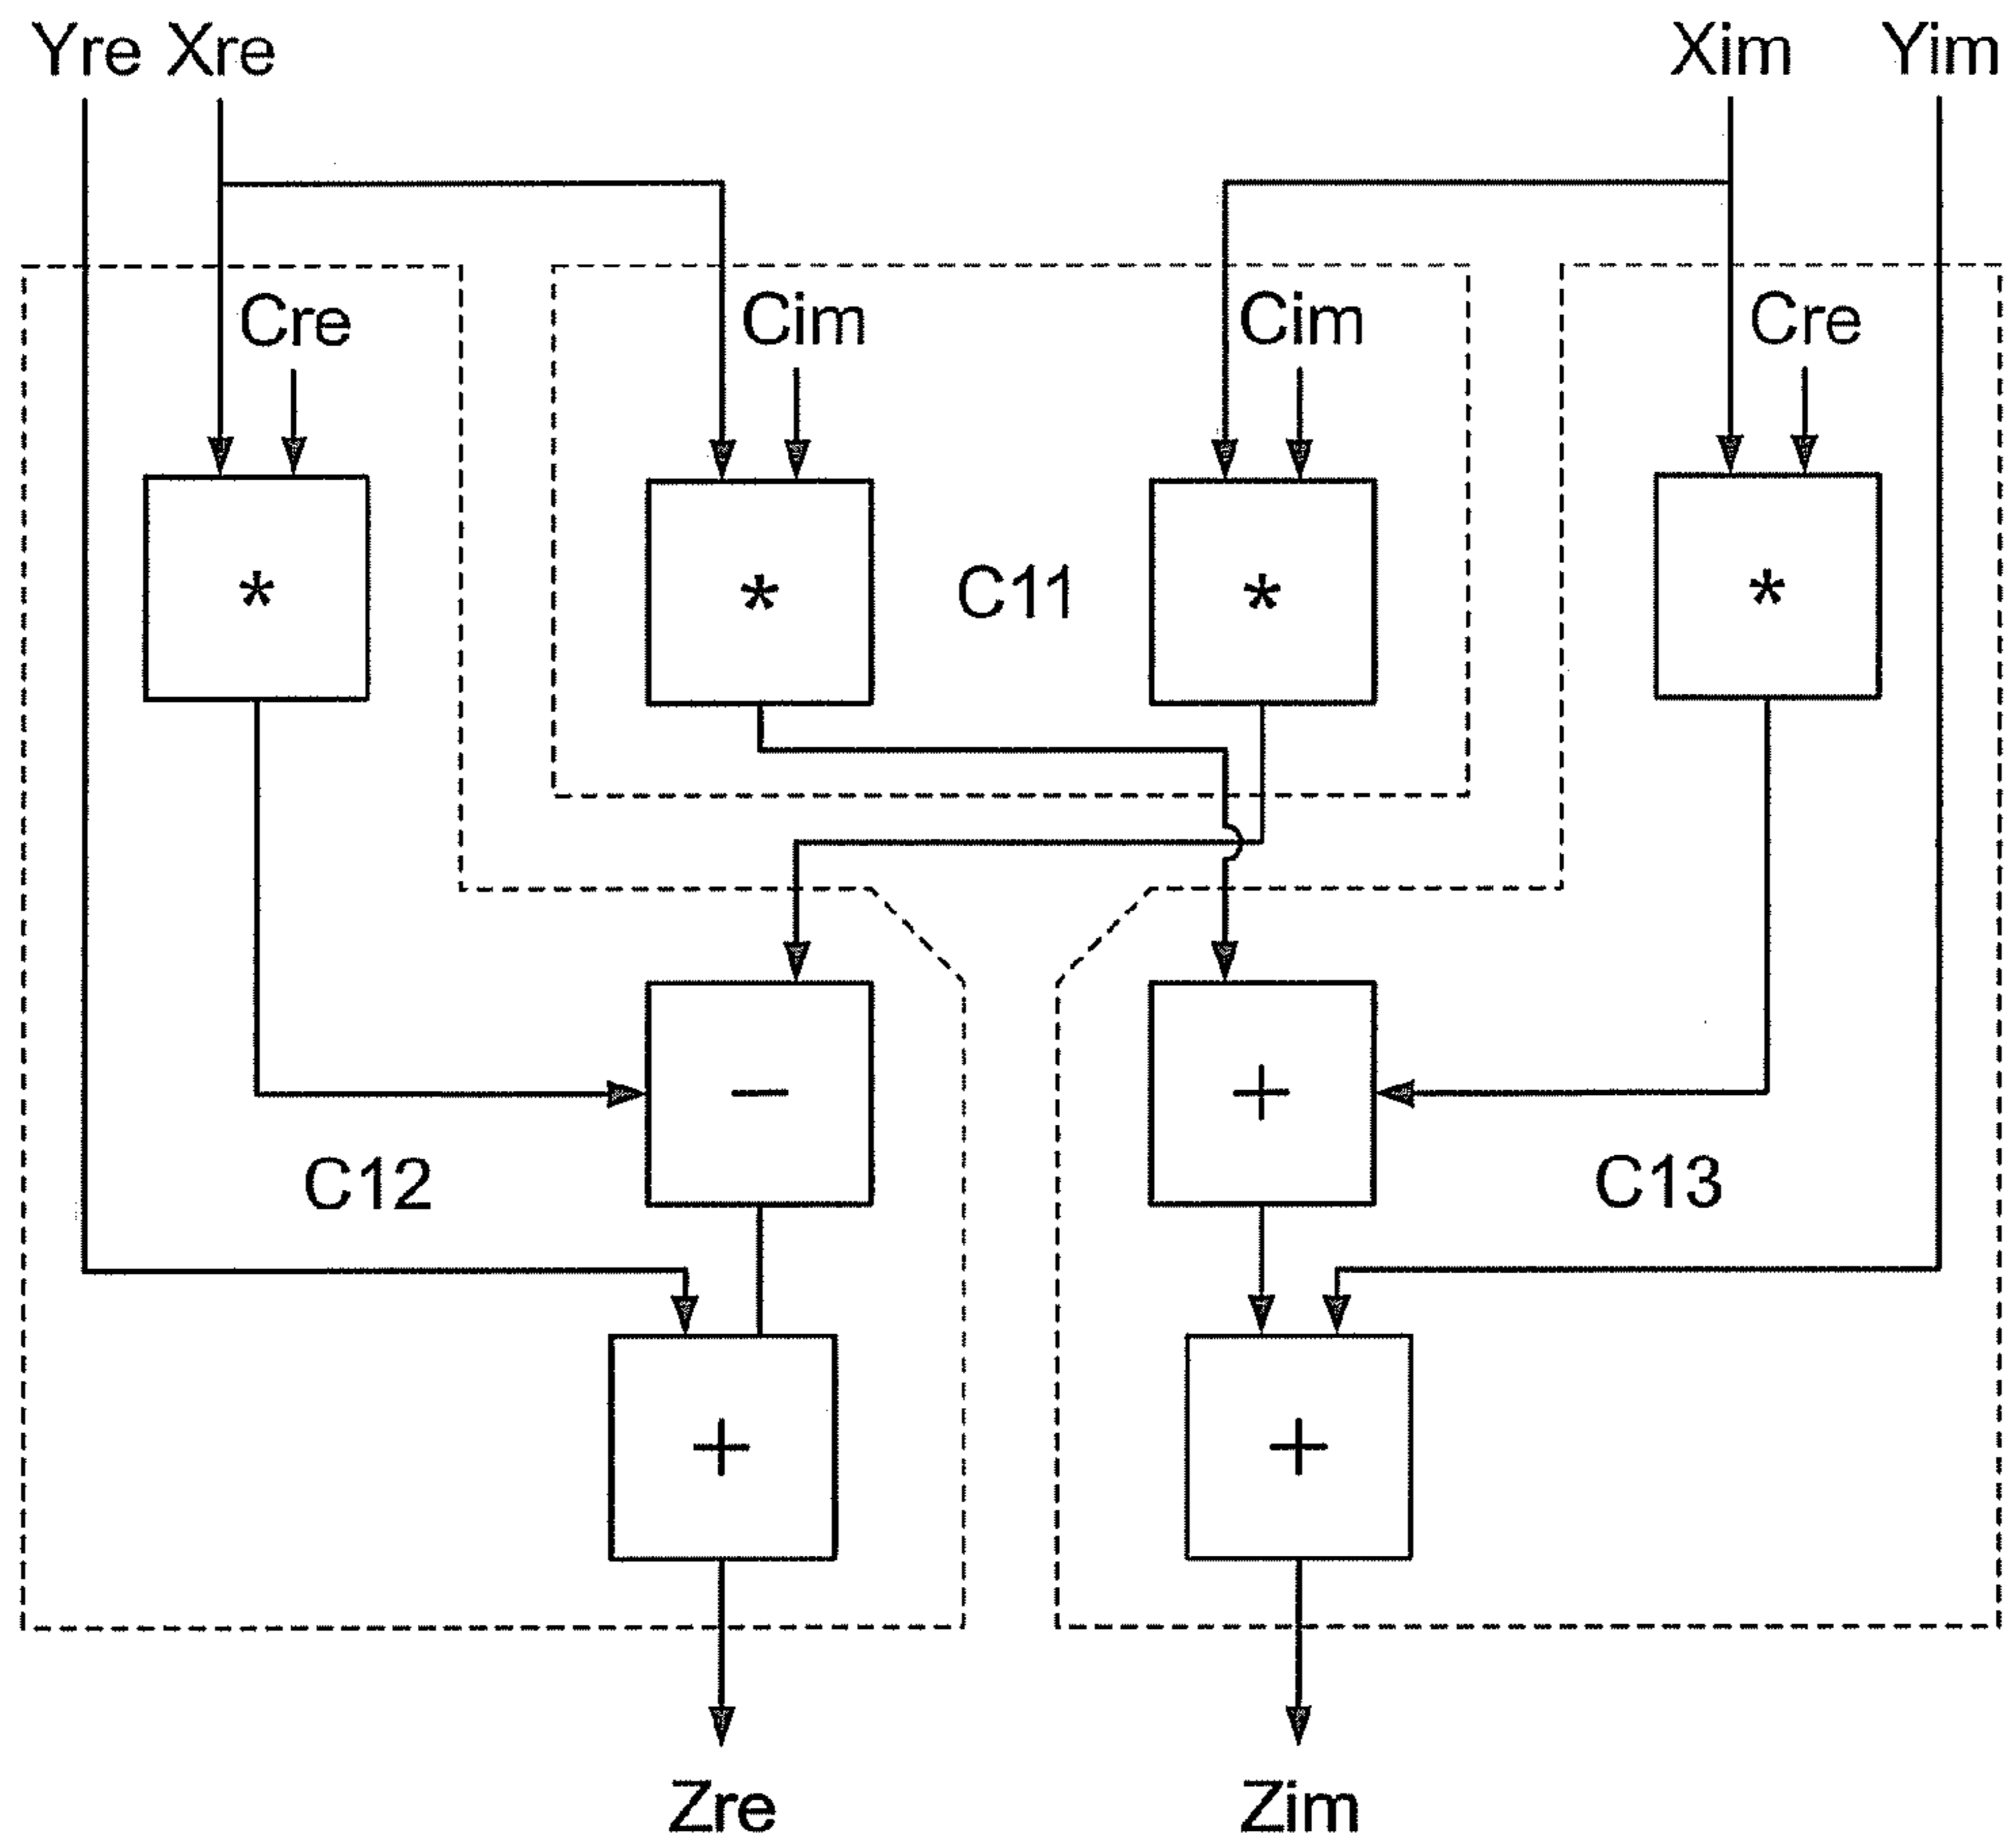 Yre Xre Xim Yim
Cre Cim Cim Cre
* * C11 * *
− +
C12 C13
+ +
Zre Zim